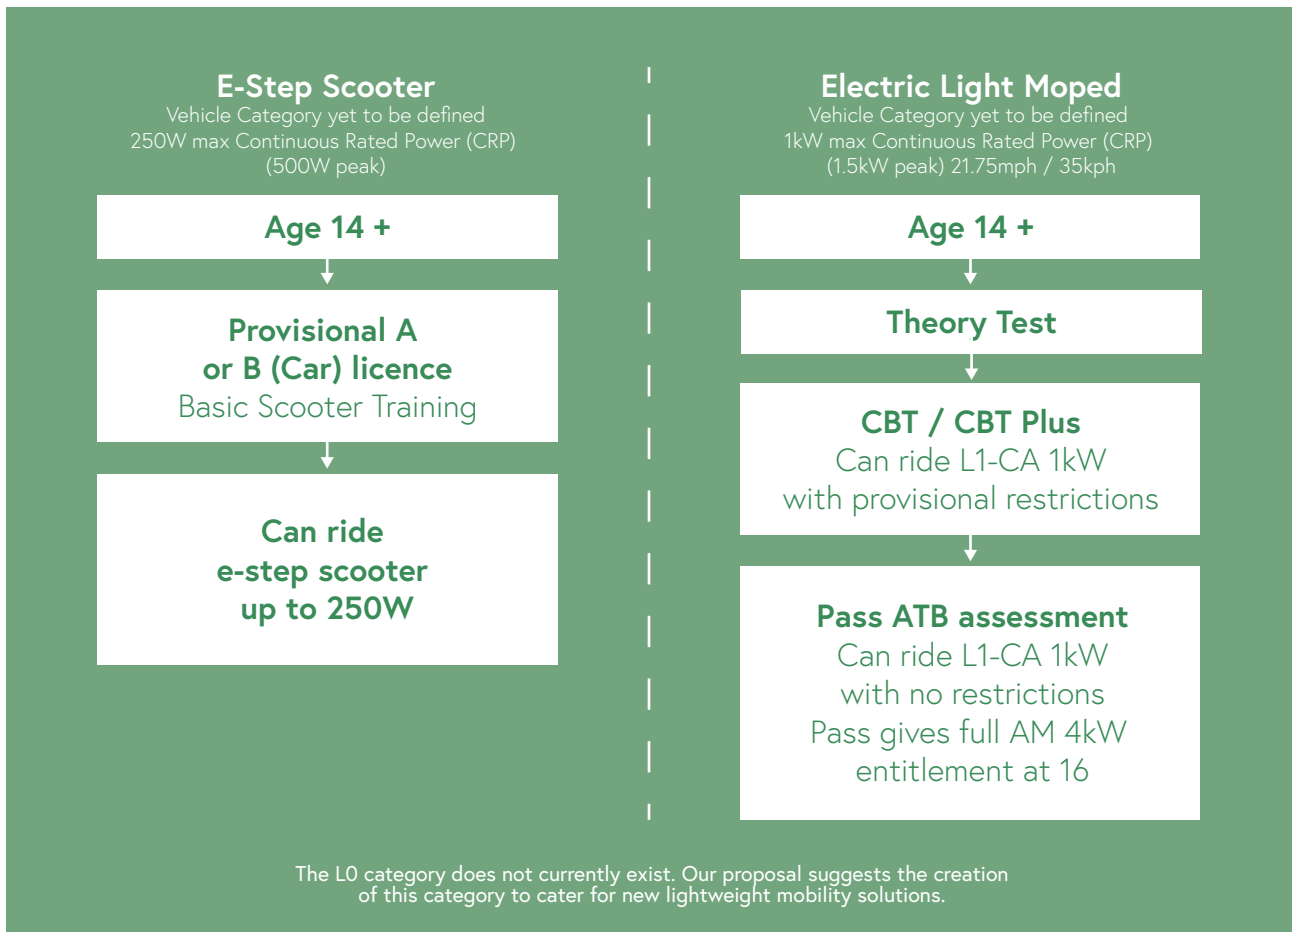 E-Step Scooter
Vehicle Category yet to be defined
250W max Continuous Rated Power (CRP)
(500W peak)
Age 14 +
Provisional A
or B (Car) licence
Basic Scooter Training
Can ride
e-step scooter
up to 250W
Electric Light Moped
Vehicle Category yet to be defined
1kW max Continuous Rated Power (CRP)
(1.5kW peak) 21.75mph / 35kph
Age 14 +
Theory Test
CBT / CBT Plus
Can ride L1-CA 1kW
with provisional restrictions
Pass ATB assessment
Can ride L1-CA 1kW
with no restrictions
Pass gives full AM 4kW
entitlement at 16
The L0 category does not currently exist. Our proposal suggests the creation
of this category to cater for new lightweight mobility solutions.